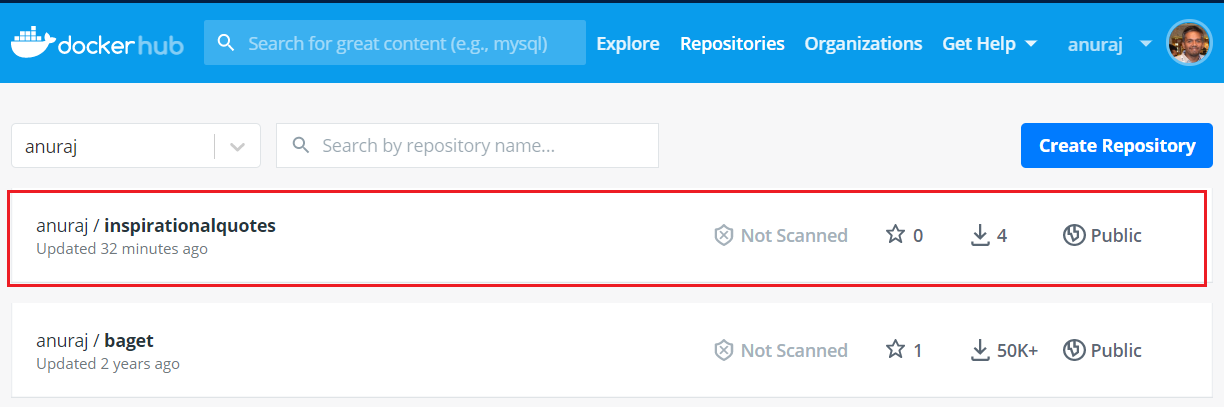 docker hub Search for great content (e.g., mysql) Explore Repositories Organizations Get Help anuraj
anuraj Search by repository name... Create Repository
anuraj / inspirationalquotes Not Scanned 0 4 Public
Updated 32 minutes ago
anuraj / baget Not Scanned 1 50K+ Public
Updated 2 years ago